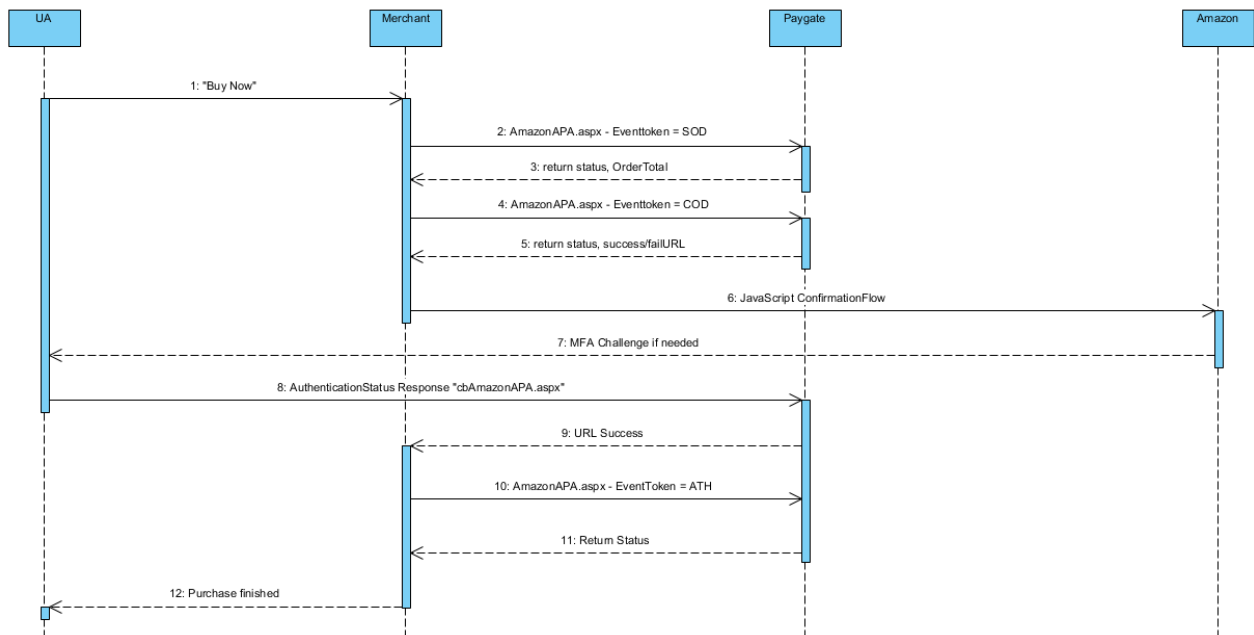 UA
Merchant
Paygate
Amazon
1: "Buy Now"
2: AmazonAPA.aspx - Eventtoken = SOD
3: return status, OrderTotal
4: AmazonAPA.aspx - Eventtoken = COD
5: return status, success/failURL
6: JavaScript ConfirmationFlow
7: MFA Challenge if needed
8: AuthenticationStatus Response "cbAmazonAPA.aspx"
9: URL Success
10: AmazonAPA.aspx - EventToken = ATH
11: Return Status
12: Purchase finished